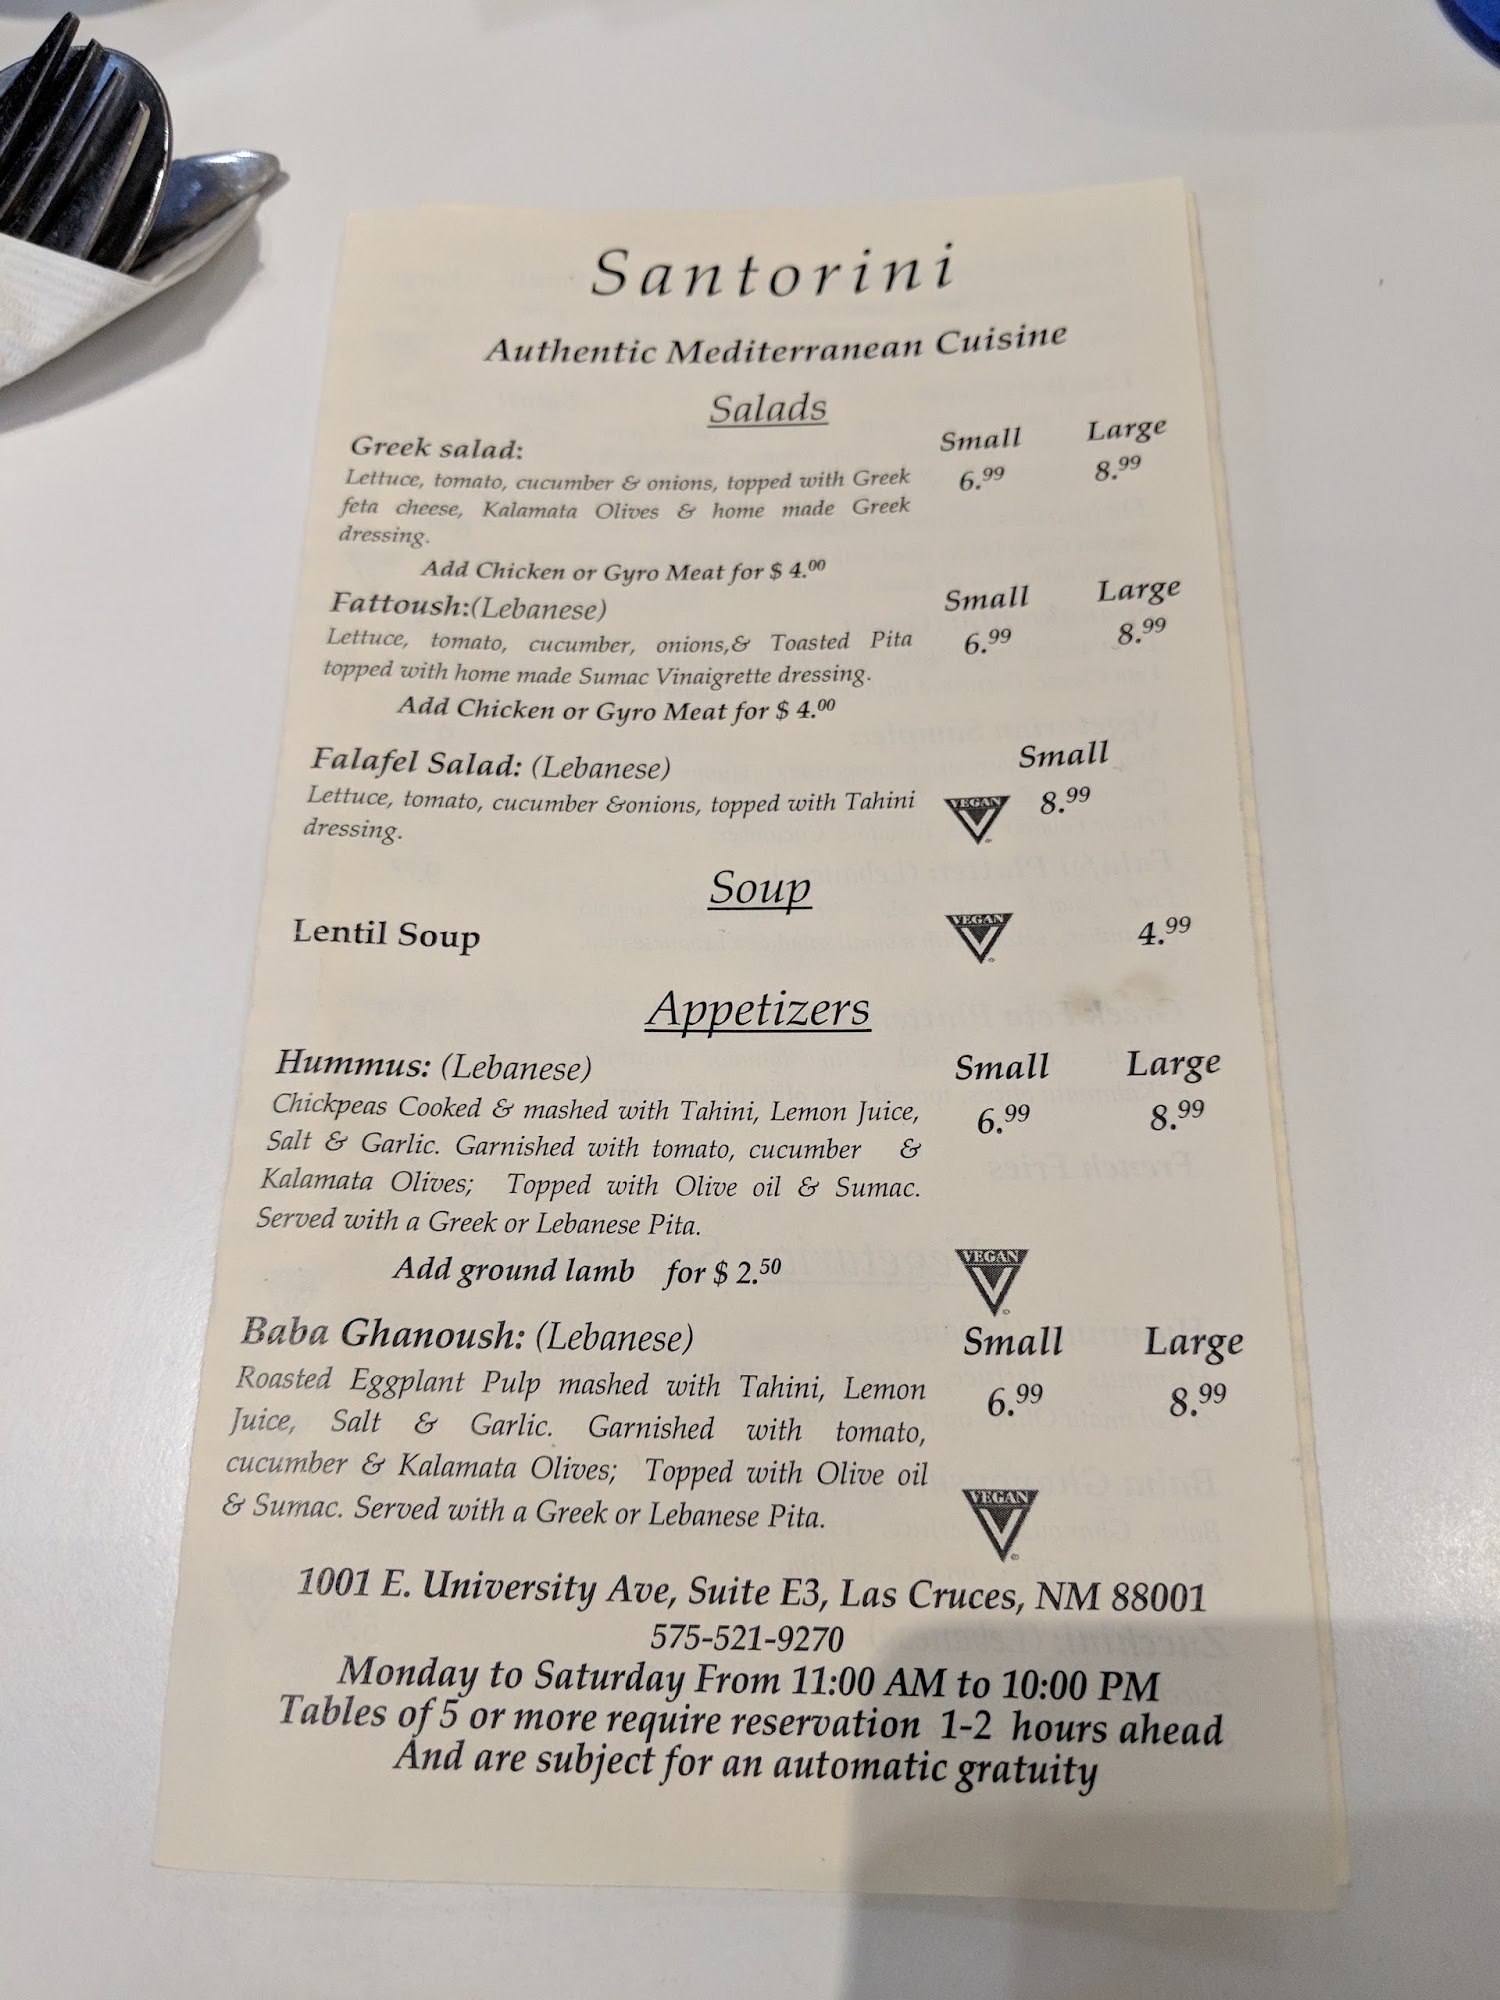 Santorini
Authentic Mediterranean Cuisine
Salads
Greek salad: Small Large
Lettuce, tomato, cucumber & onions, topped with Greek 6.99 8.99
feta cheese, Kalamata Olives & home made Greek
dressing.
Add Chicken or Gyro Meat for $ 4.00
Fattoush:(Lebanese) Small Large
Lettuce, tomato, cucumber, onions,& Toasted Pita 6.99 8.99
topped with home made Sumac Vinaigrette dressing.
Add Chicken or Gyro Meat for $ 4.00
Falafel Salad: (Lebanese) Small
Lettuce, tomato, cucumber &onions, topped with Tahini VEGAN 8.99
dressing.
Soup
Lentil Soup VEGAN 4.99
Appetizers
Hummus: (Lebanese) Small Large
Chickpeas Cooked & mashed with Tahini, Lemon Juice, 6.99 8.99
Salt & Garlic. Garnished with tomato, cucumber &
Kalamata Olives; Topped with Olive oil & Sumac.
Served with a Greek or Lebanese Pita.
Add ground lamb for $ 2.50 VEGAN
Baba Ghanoush: (Lebanese) Small Large
Roasted Eggplant Pulp mashed with Tahini, Lemon 6.99 8.99
Juice, Salt & Garlic. Garnished with tomato,
cucumber & Kalamata Olives; Topped with Olive oil
& Sumac. Served with a Greek or Lebanese Pita. VEGAN
1001 E. University Ave, Suite E3, Las Cruces, NM 88001
575-521-9270
Monday to Saturday From 11:00 AM to 10:00 PM
Tables of 5 or more require reservation 1-2 hours ahead
And are subject for an automatic gratuity